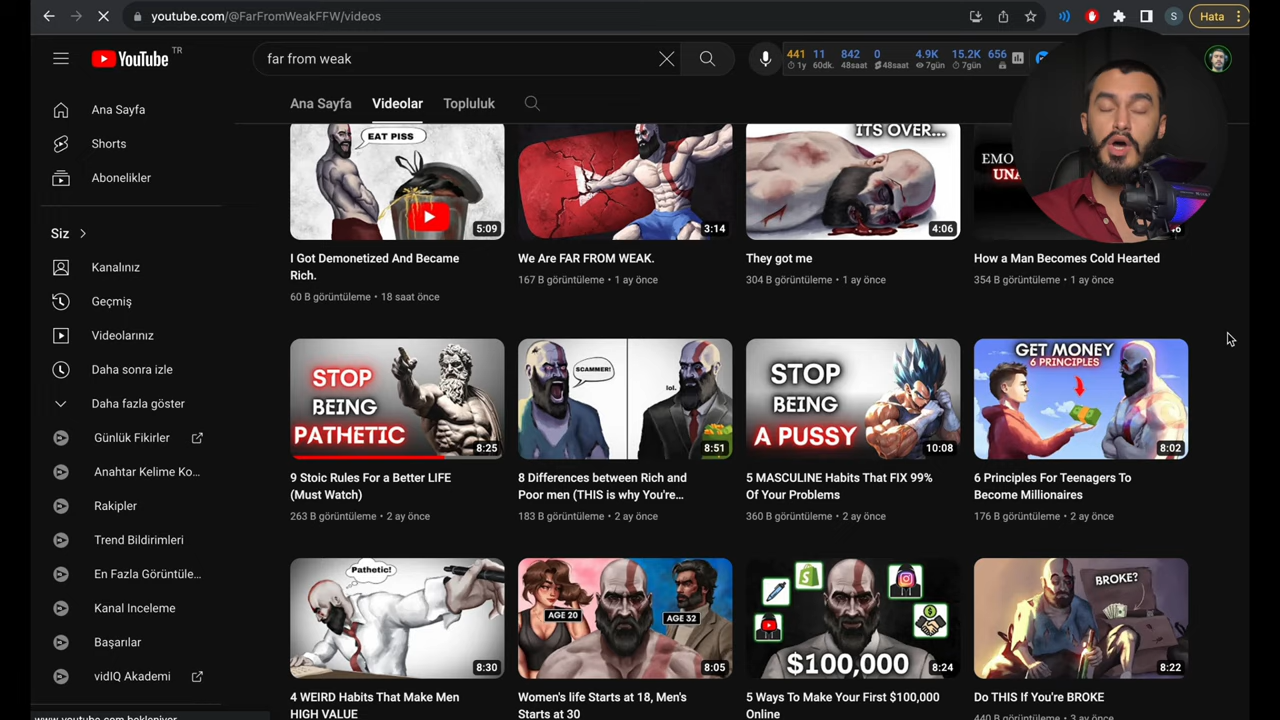 youtube.com/@FarFromWeakFFW/videos
S
Hata
YouTube TR
far from weak
441 11 842 0 4.9K 15.2K 656
1y 60dk. 48saat 48saat 7gün 7gün
Ana Sayfa
Shorts
Abonelikler
Siz
Kanalınız
Geçmiş
Videolarınız
Daha sonra izle
Daha fazla göster
Günlük Fikirler
Anahtar Kelime Ko...
Rakipler
Trend Bildirimleri
En Fazla Görüntüle...
Kanal Inceleme
Başarılar
vidIQ Akademi
Ana Sayfa Videolar Topluluk
EAT PISS
5:09
I Got Demonetized And Became
Rich.
60 B görüntüleme • 18 saat önce
3:14
We Are FAR FROM WEAK.
167 B görüntüleme • 1 ay önce
ITS OVER...
4:06
They got me
304 B görüntüleme • 1 ay önce
How a Man Becomes Cold Hearted
354 B görüntüleme • 1 ay önce
STOP
BEING
PATHETIC
8:25
9 Stoic Rules For a Better LIFE
(Must Watch)
263 B görüntüleme • 2 ay önce
SCAMMER!
lol.
8:51
8 Differences between Rich and
Poor men (THIS is why You're...
183 B görüntüleme • 2 ay önce
STOP
BEING
A PUSSY
10:08
5 MASCULINE Habits That FIX 99%
Of Your Problems
360 B görüntüleme • 2 ay önce
GET MONEY
6 PRINCIPLES
8:02
6 Principles For Teenagers To
Become Millionaires
176 B görüntüleme • 2 ay önce
Pathetic!
8:30
4 WEIRD Habits That Make Men
HIGH VALUE
AGE 20
AGE 32
8:05
Women's life Starts at 18, Men's
Starts at 30
$100,000
8:24
5 Ways To Make Your First $100,000
Online
BROKE?
8:22
Do THIS If You're BROKE